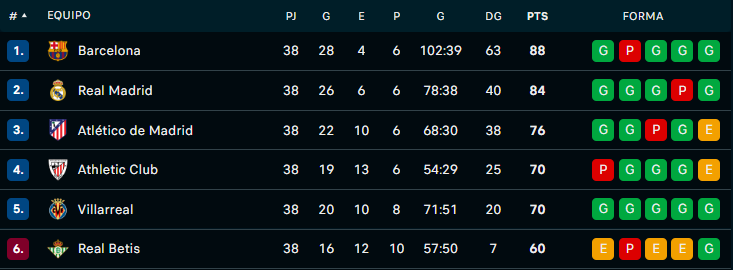 # EQUIPO PJ G E P G DG PTS FORMA
1. Barcelona 38 28 4 6 102:39 63 88 G P G G G
2. Real Madrid 38 26 6 6 78:38 40 84 G G G P G
3. Atlético de Madrid 38 22 10 6 68:30 38 76 G G P G E
4. Athletic Club 38 19 13 6 54:29 25 70 P G G G E
5. Villarreal 38 20 10 8 71:51 20 70 G G G G G
6. Real Betis 38 16 12 10 57:50 7 60 E P E E G